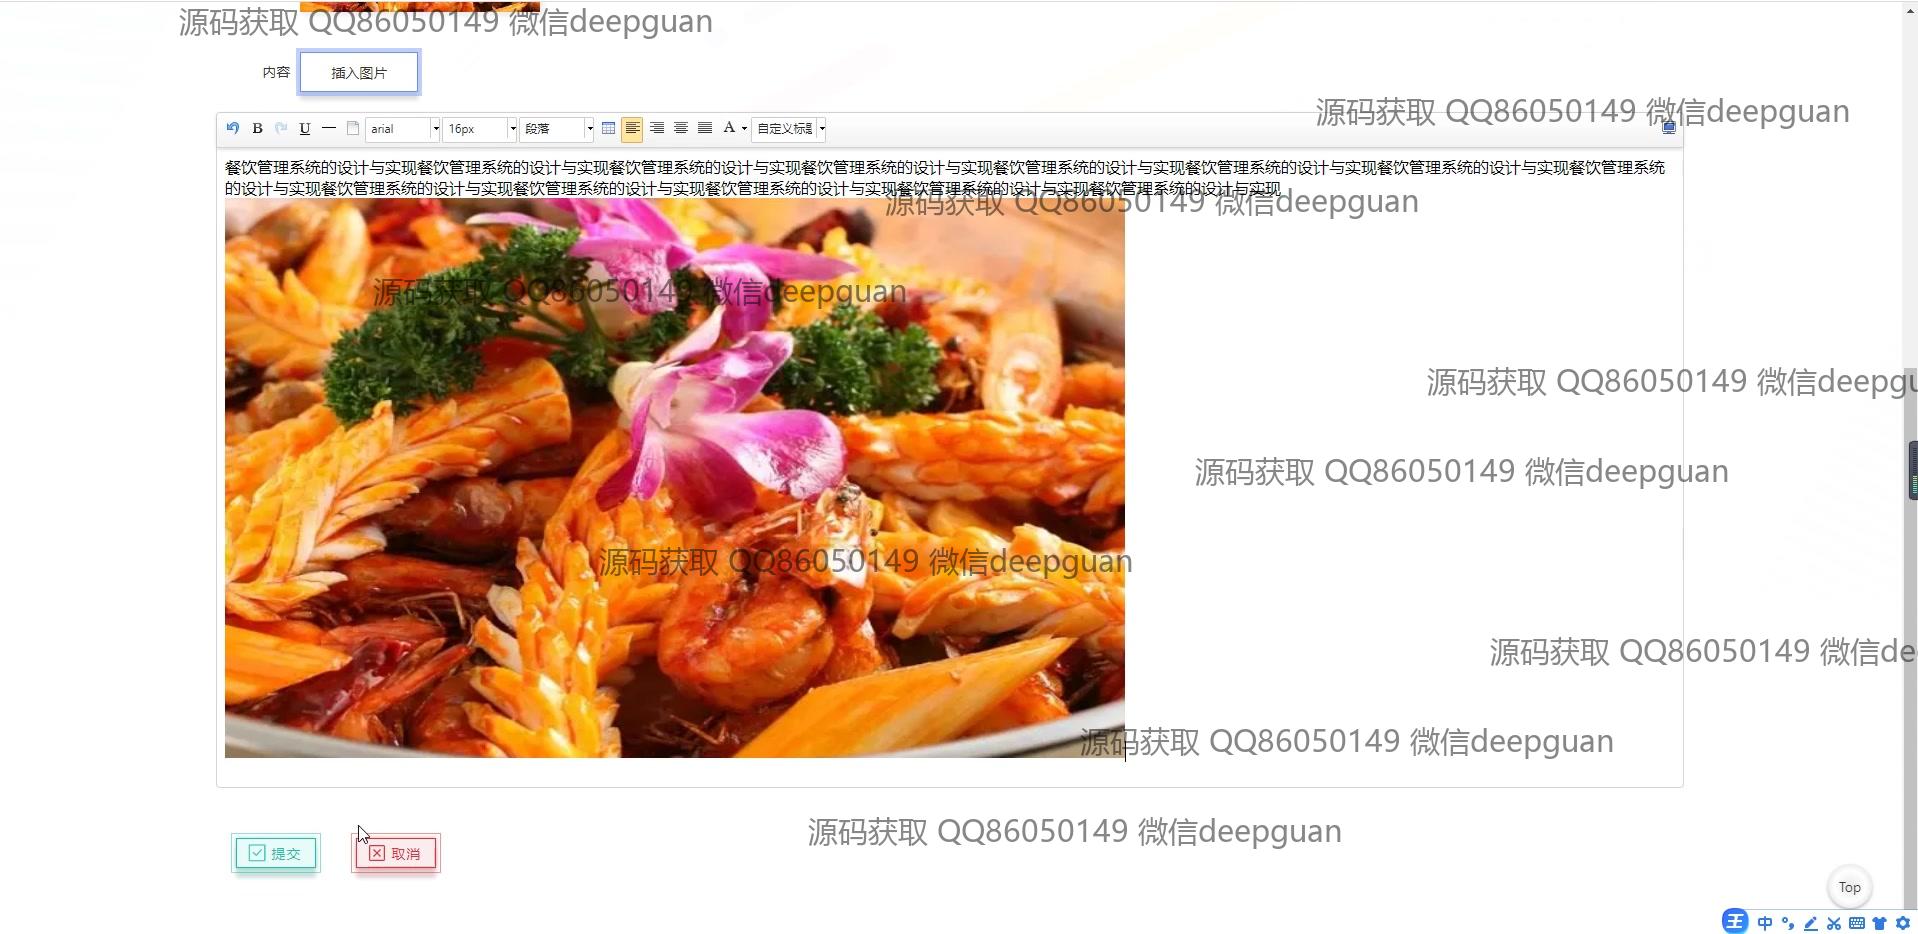 源码获取 QQ86050149 微信deepguan
内容 插入图片
源码获取 QQ86050149 微信deepguan
B U arial 16px 段落 A 自定义标题
餐饮管理系统的设计与实现餐饮管理系统的设计与实现餐饮管理系统的设计与实现餐饮管理系统的设计与实现餐饮管理系统的设计与实现餐饮管理系统的设计与实现餐饮管理系统的设计与实现餐饮管理系统
的设计与实现餐饮管理系统的设计与实现餐饮管理系统的设计与实现餐饮管理系统的设计与实现餐饮管理系统的设计与实现餐饮管理系统的设计与实现
源码获取 QQ86050149 微信deepguan
源码获取 QQ86050149 微信deepguan
源码获取 QQ86050149 微信deepgu
源码获取 QQ86050149 微信deepguan
源码获取 QQ86050149 微信deepguan
源码获取 QQ86050149 微信de
源码获取 QQ86050149 微信deepguan
源码获取 QQ86050149 微信deepguan
提交 取消
Top
王 中